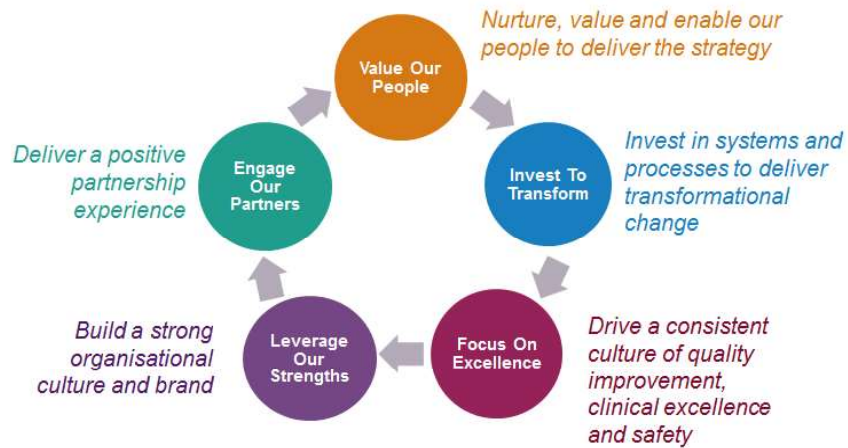 Value Our
People
Nurture, value and enable our
people to deliver the strategy
Invest To
Transform
Invest in systems and
processes to deliver
transformational
change
Focus On
Excellence
Drive a consistent
culture of quality
improvement,
clinical excellence
and safety
Leverage
Our
Strengths
Build a strong
organisational
culture and brand
Engage
Our
Partners
Deliver a positive
partnership
experience